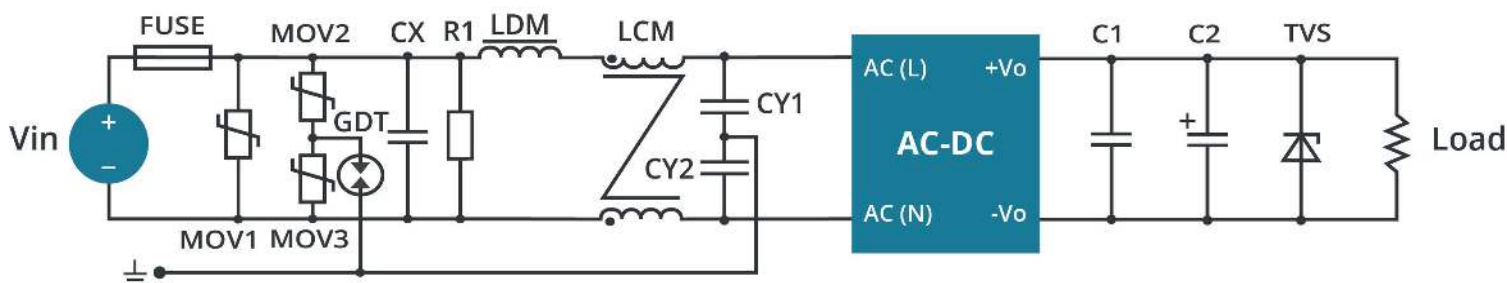 FUSE
MOV2
CX
R1
LDM
LCM
C1
C2
TVS
AC (L)
+Vo
Vin
+
−
GDT
CY1
CY2
AC-DC
+
Load
AC (N)
-Vo
MOV1
MOV3